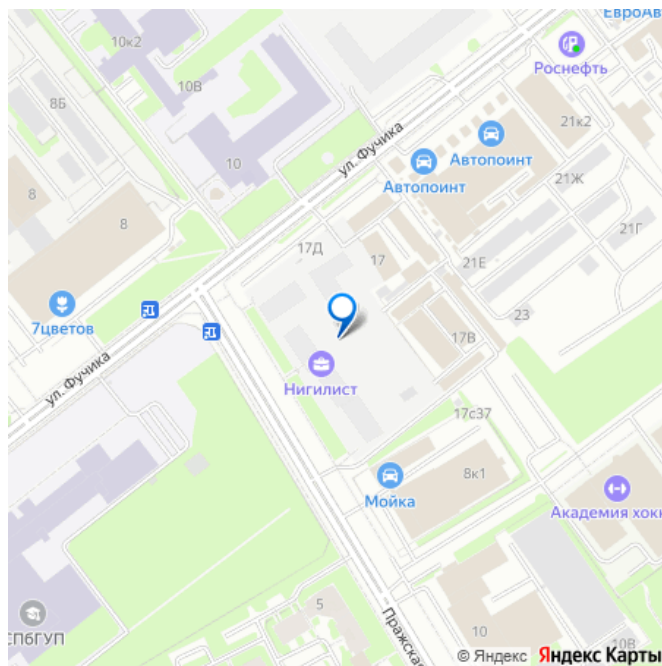 ЕвроАв
10к2
Роснефть
8Б
10В
21к2
ул. Фучика
Автопоинт
10
Автопоинт
21Ж
8
8
17Д
17
21Г
21Е
7цветов
23
17В
ул. Фучика
Нигилист
17с37
8к1
Мойка
Академия хокк
5
СПбГУП
Пражска
10
10В
© Яндекс Яндекс Карты